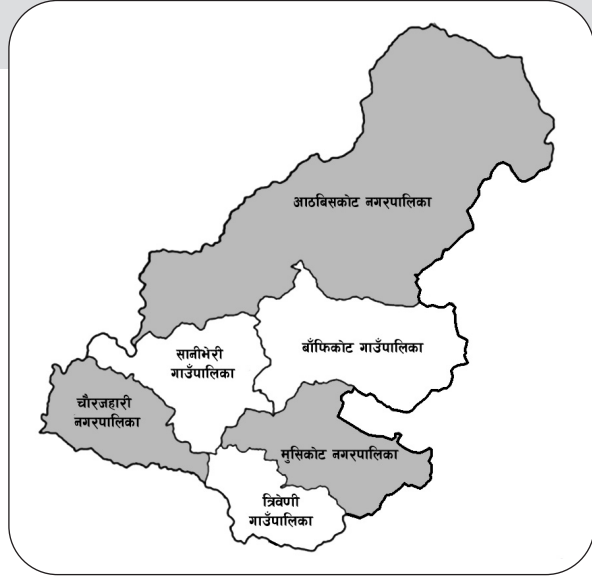 आठबिसकोट नगरपालिका
बाँफिकोट गाउँपालिका
सानीभेरी
गाउँपालिका
चौरजहारी
नगरपालिका
मुसिकोट नगरपालिका
त्रिवेणी
गाउँपालिका